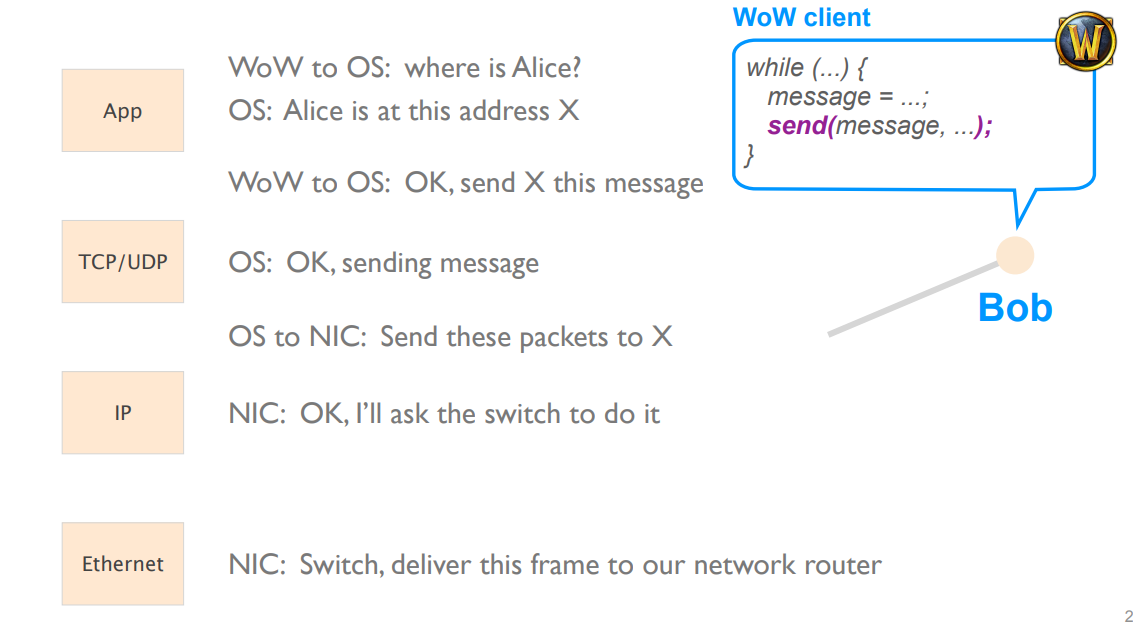 WoW client
while (...) {
message = ...;
send(message, ...);
}
App
WoW to OS: where is Alice?
OS: Alice is at this address X
WoW to OS: OK, send X this message
TCP/UDP
OS: OK, sending message
Bob
OS to NIC: Send these packets to X
IP
NIC: OK, I'll ask the switch to do it
Ethernet
NIC: Switch, deliver this frame to our network router
W
2